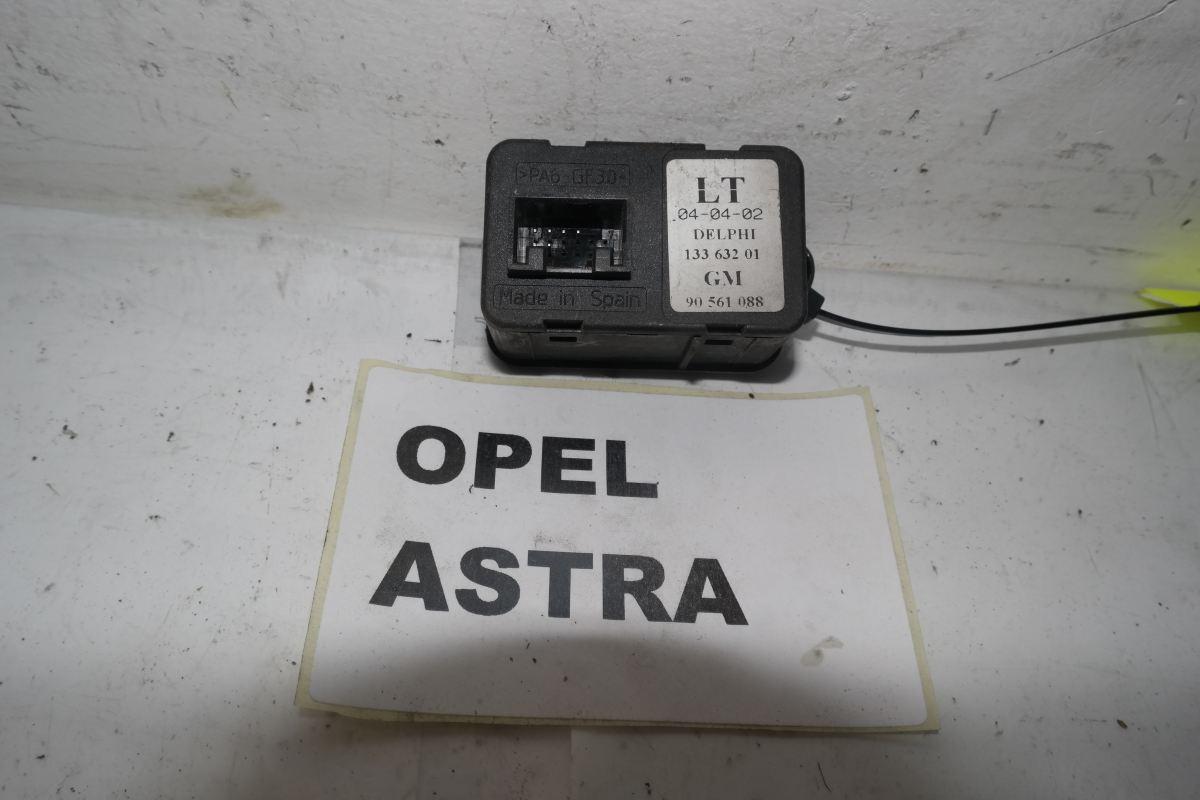 >PA6-GF30<
Made in Spain
LT
04-04-02
DELPHI
133 632 01
GM
90 561 088
OPEL
ASTRA